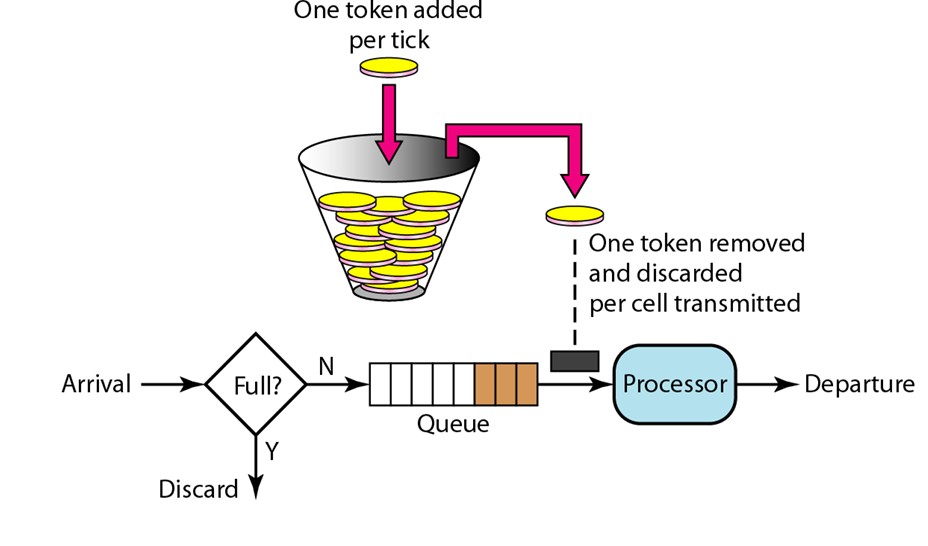 One token added
per tick
One token removed
and discarded
per cell transmitted
Arrival
Full?
N
Y
Discard
Queue
Processor
Departure